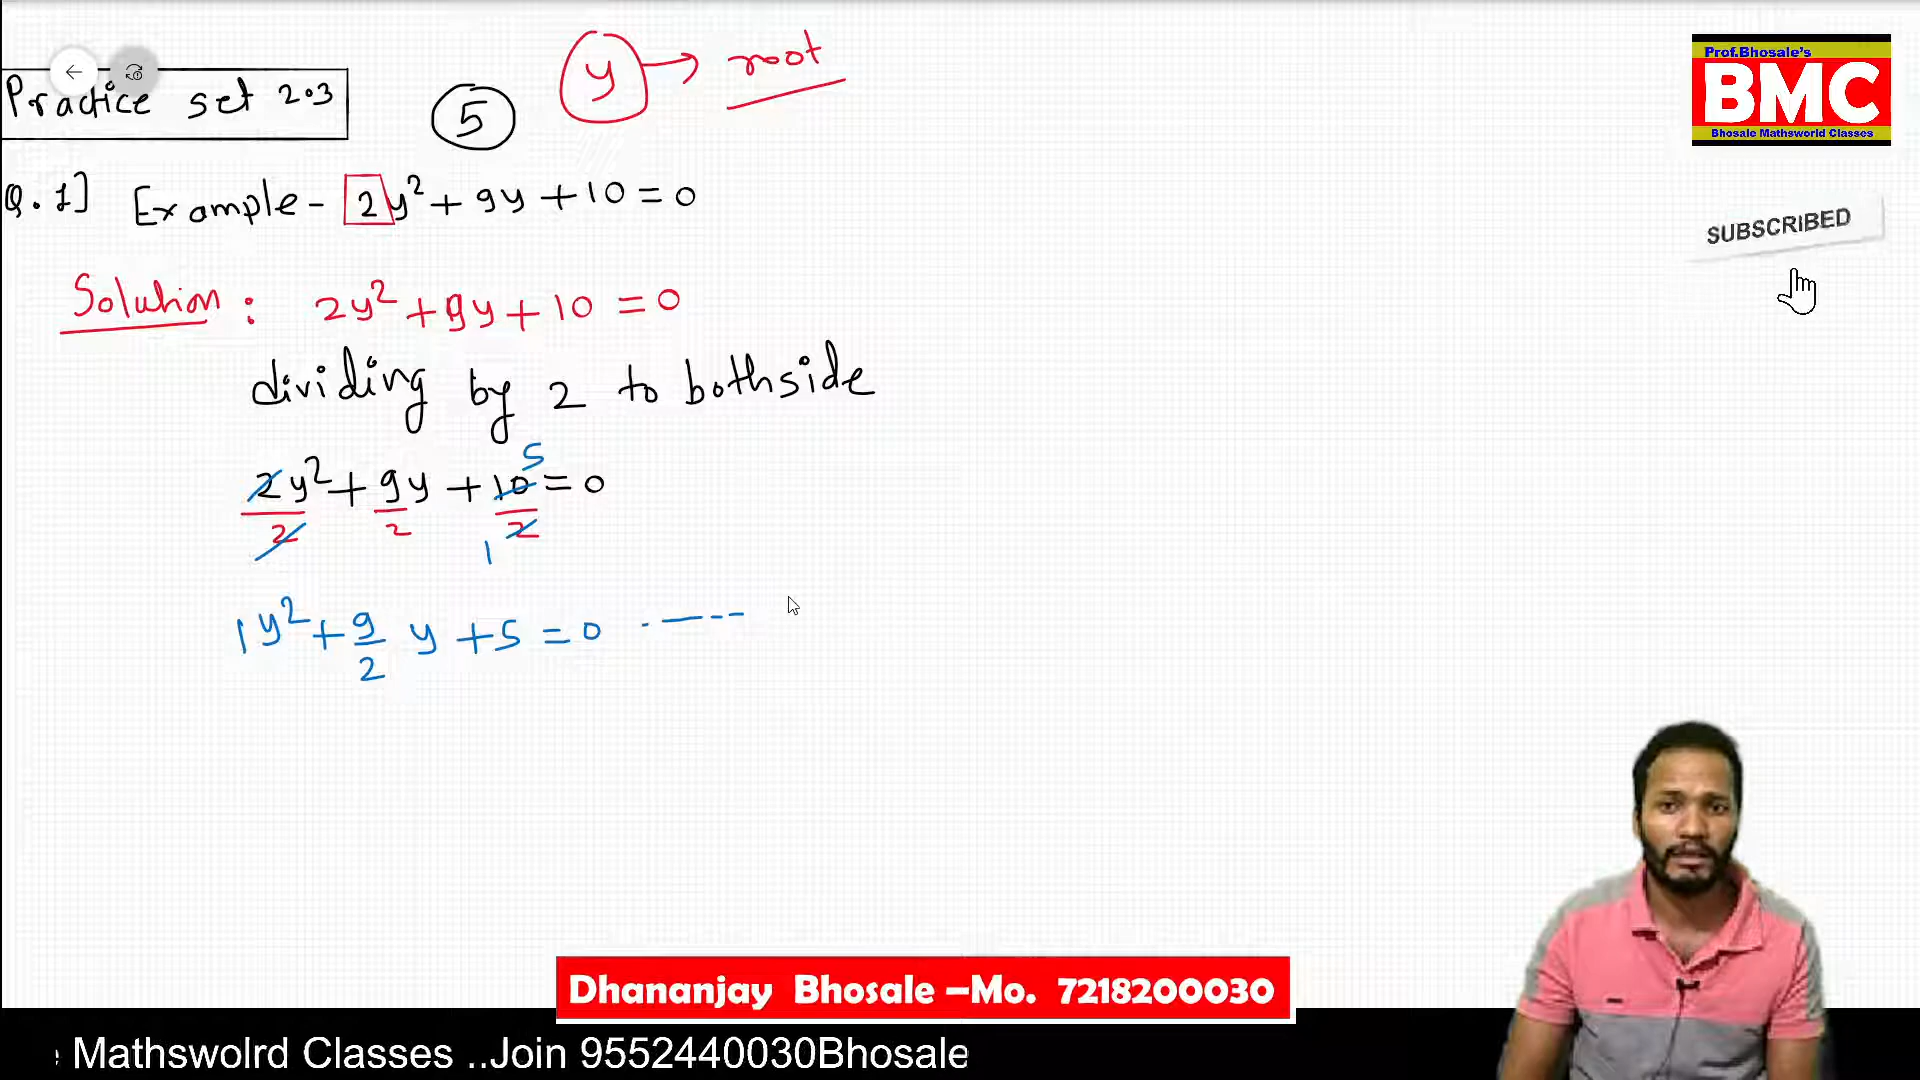 Practice set 2.3
5
y → root
Q.1] Example - 2y² + 9y + 10 = 0
Solution : 2y² + 9y + 10 = 0
dividing by 2 to bothside
2y²/2 + 9y/2 + 10/2 = 0
5
1
1y² + 9/2 y + 5 = 0 . —--
Prof.Bhosale's
BMC
Bhosale Mathsworld Classes
SUBSCRIBED
Dhananjay Bhosale –Mo. 7218200030
Mathswolrd Classes ..Join 9552440030Bhosale